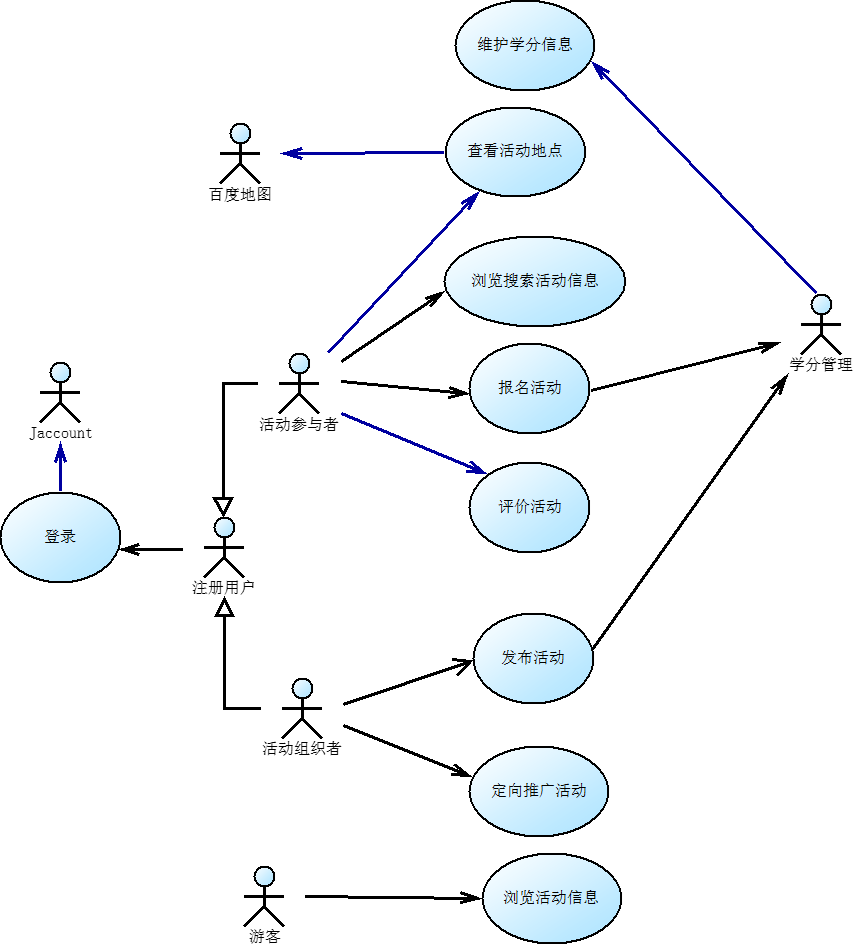 维护学分信息
查看活动地点
百度地图
浏览搜索活动信息
学分管理
报名活动
活动参与者
Jaccount
评价活动
登录
注册用户
发布活动
活动组织者
定向推广活动
浏览活动信息
游客